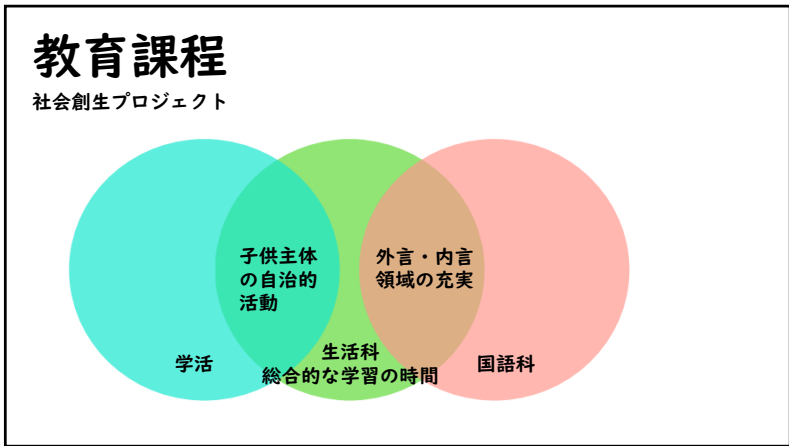 教育課程
社会創生プロジェクト
子供主体
の自治的
活動
外言・内言
領域の充実
学活
生活科
総合的な学習の時間
国語科